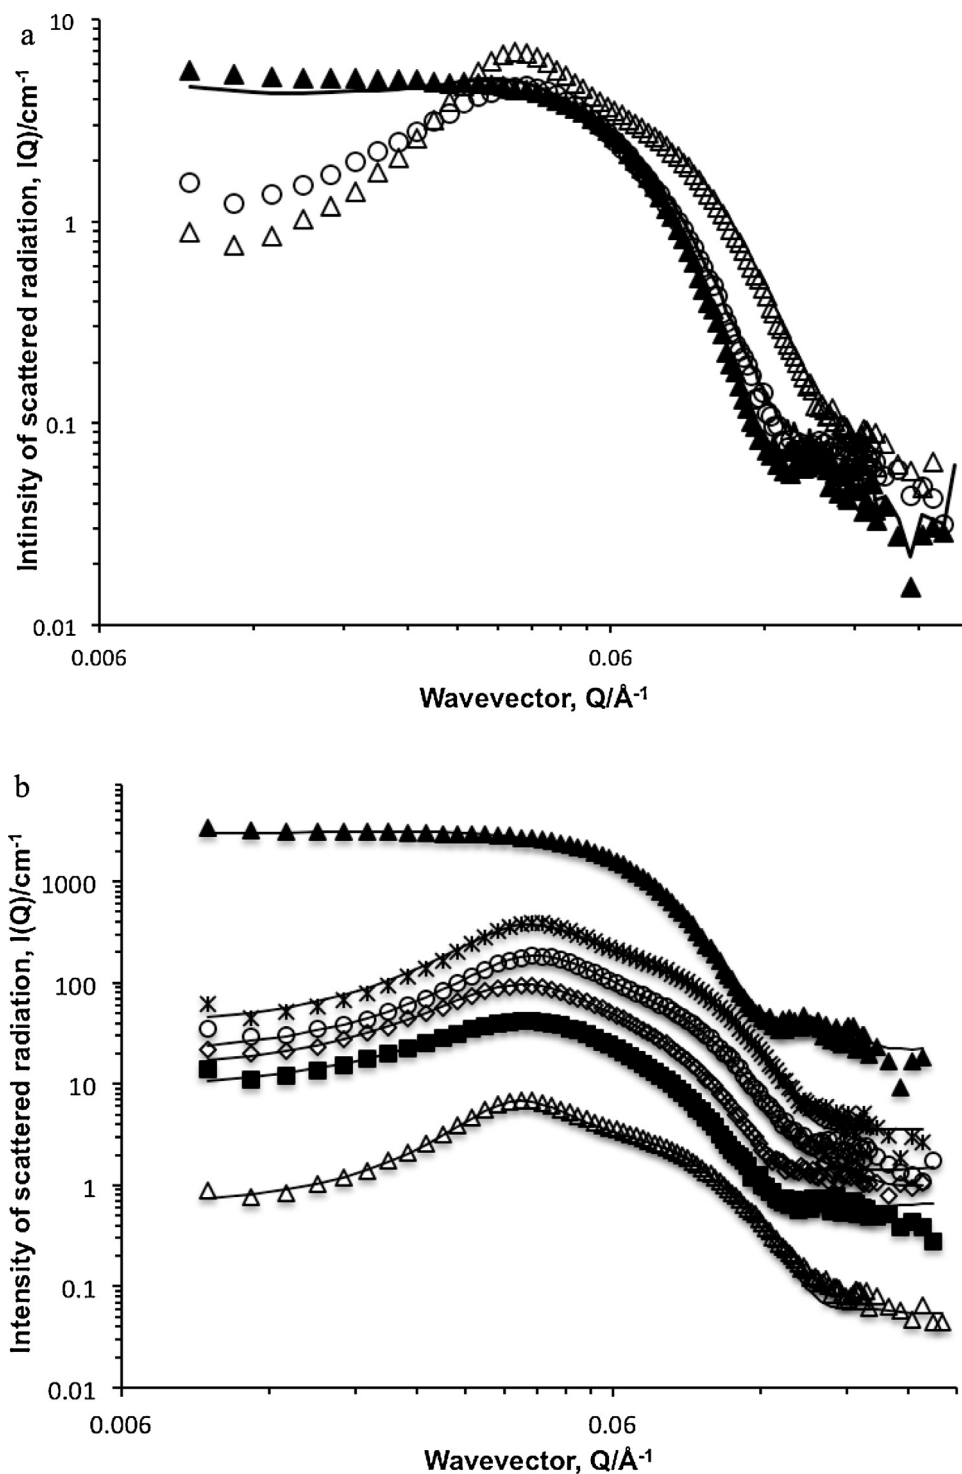 a
10
1
0.1
0.01
0.006
0.06
Intinsity of scattered radiation, IQ)/cm⁻¹
Wavevector, Q/Å⁻¹
b
1000
100
10
1
0.1
0.01
0.006
0.06
Intensity of scattered radiation, I(Q)/cm⁻¹
Wavevector, Q/Å⁻¹